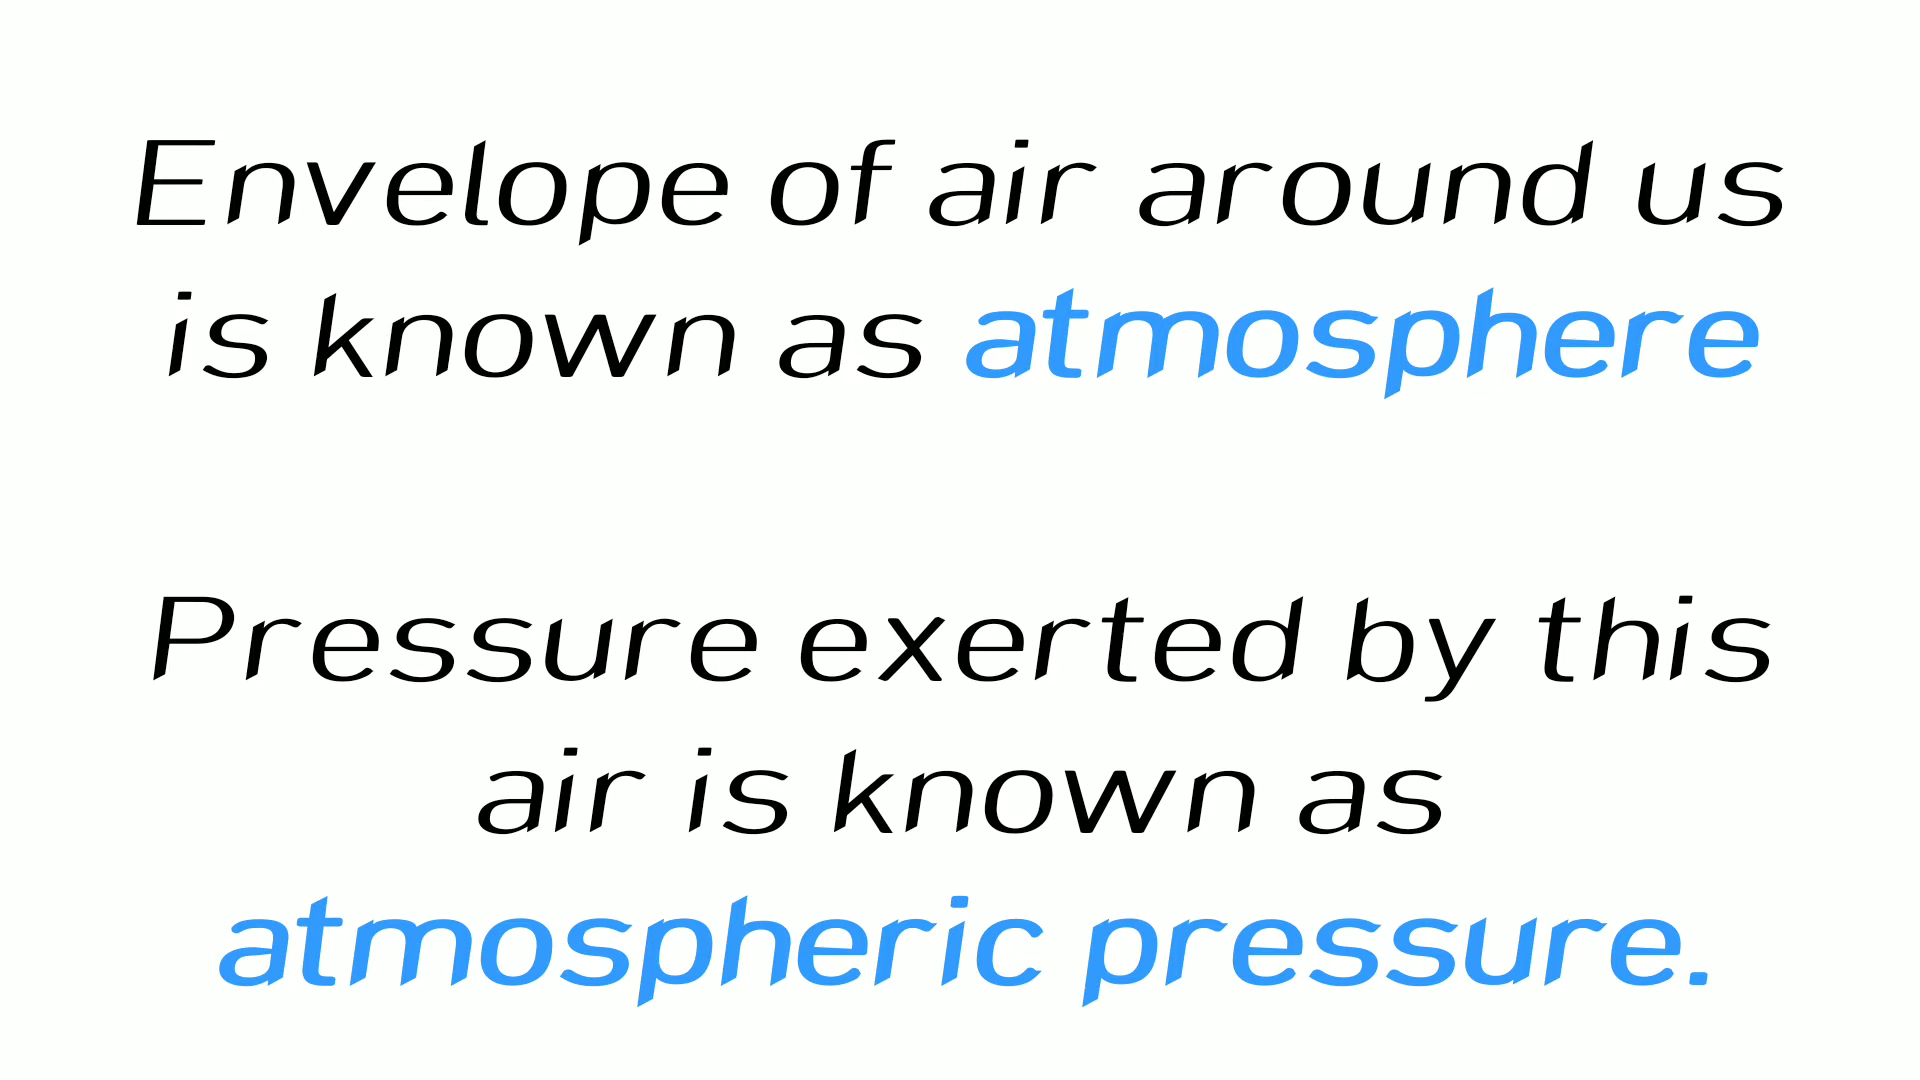 Envelope of air around us
is known as atmosphere
Pressure exerted by this
air is known as
atmospheric pressure.